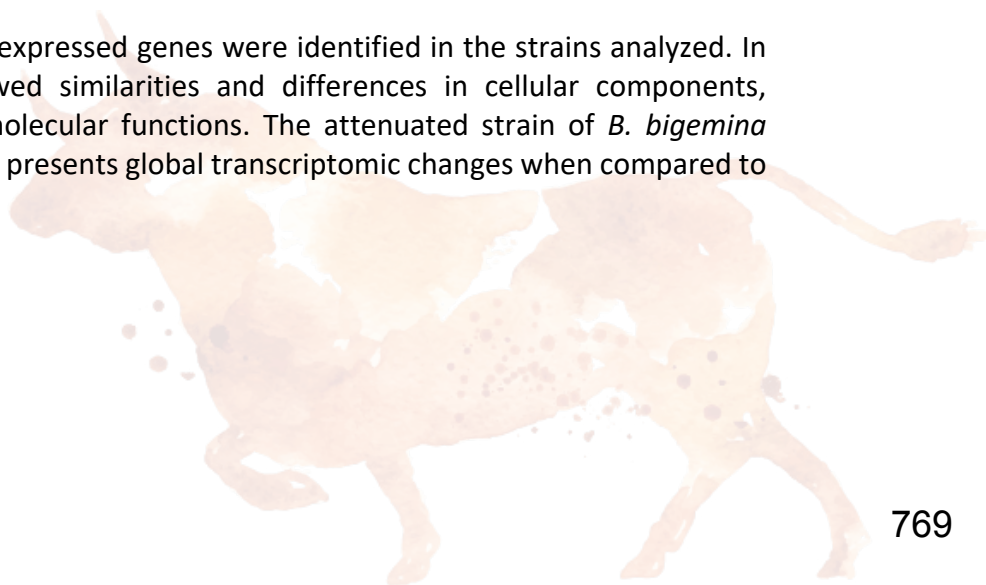 expressed genes were identified in the strains analyzed. In
wed similarities and differences in cellular components,
nolecular functions. The attenuated strain of B. bigemina
presents global transcriptomic changes when compared to
769